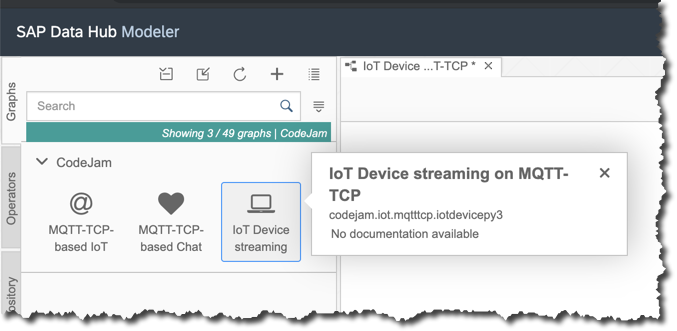 SAP Data Hub Modeler
Graphs
Operators
IoT Device ...T-TCP *
Search
Showing 3 / 49 graphs | CodeJam
CodeJam
MQTT-TCP-
based IoT
MQTT-TCP-
based Chat
IoT Device
streaming
IoT Device streaming on MQTT-
TCP
codejam.iot.mqtttcp.iotdevicepy3
No documentation available